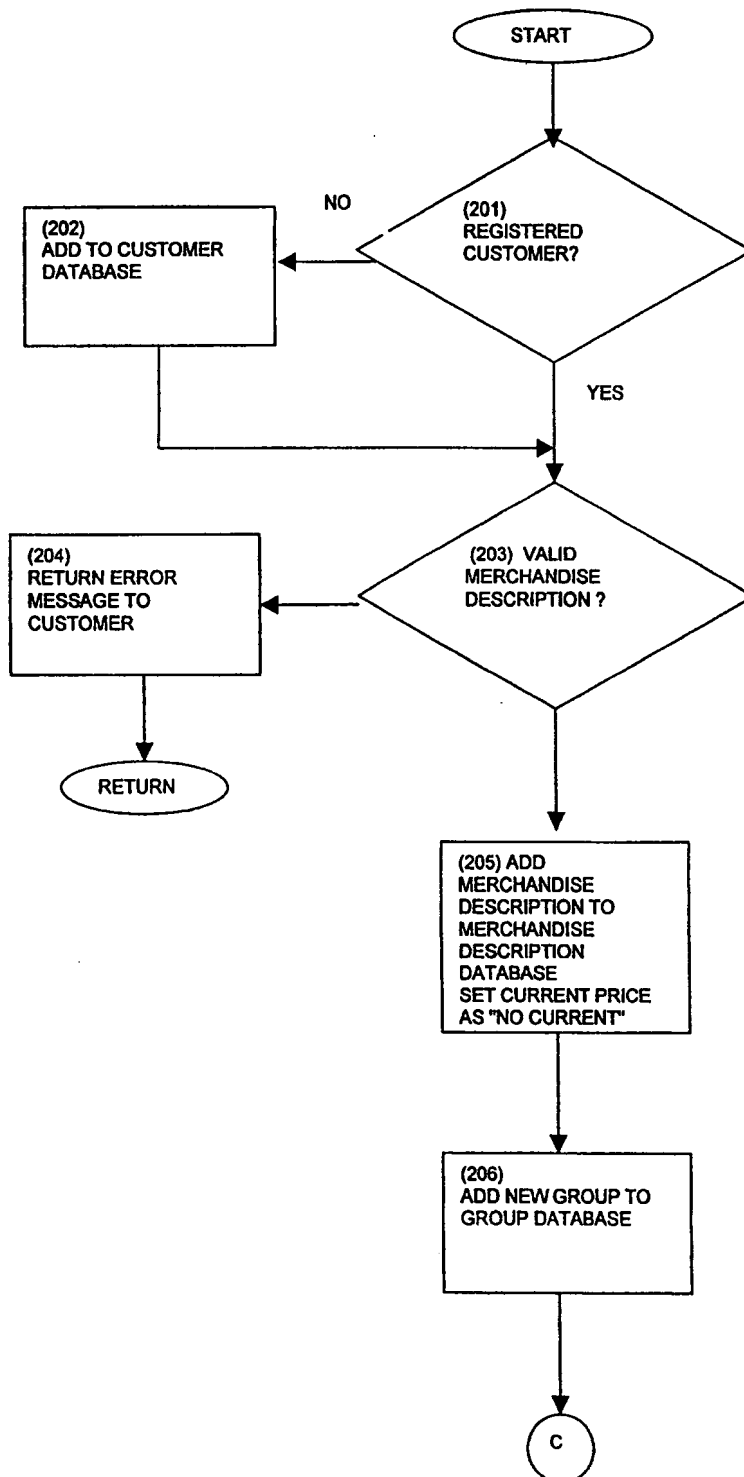 START
NO
(201)
REGISTERED
CUSTOMER?
(202)
ADD TO CUSTOMER
DATABASE
YES
(203) VALID
MERCHANDISE
DESCRIPTION ?
(204)
RETURN ERROR
MESSAGE TO
CUSTOMER
RETURN
(205) ADD
MERCHANDISE
DESCRIPTION TO
MERCHANDISE
DESCRIPTION
DATABASE
SET CURRENT PRICE
AS "NO CURRENT"
(206)
ADD NEW GROUP TO
GROUP DATABASE
C